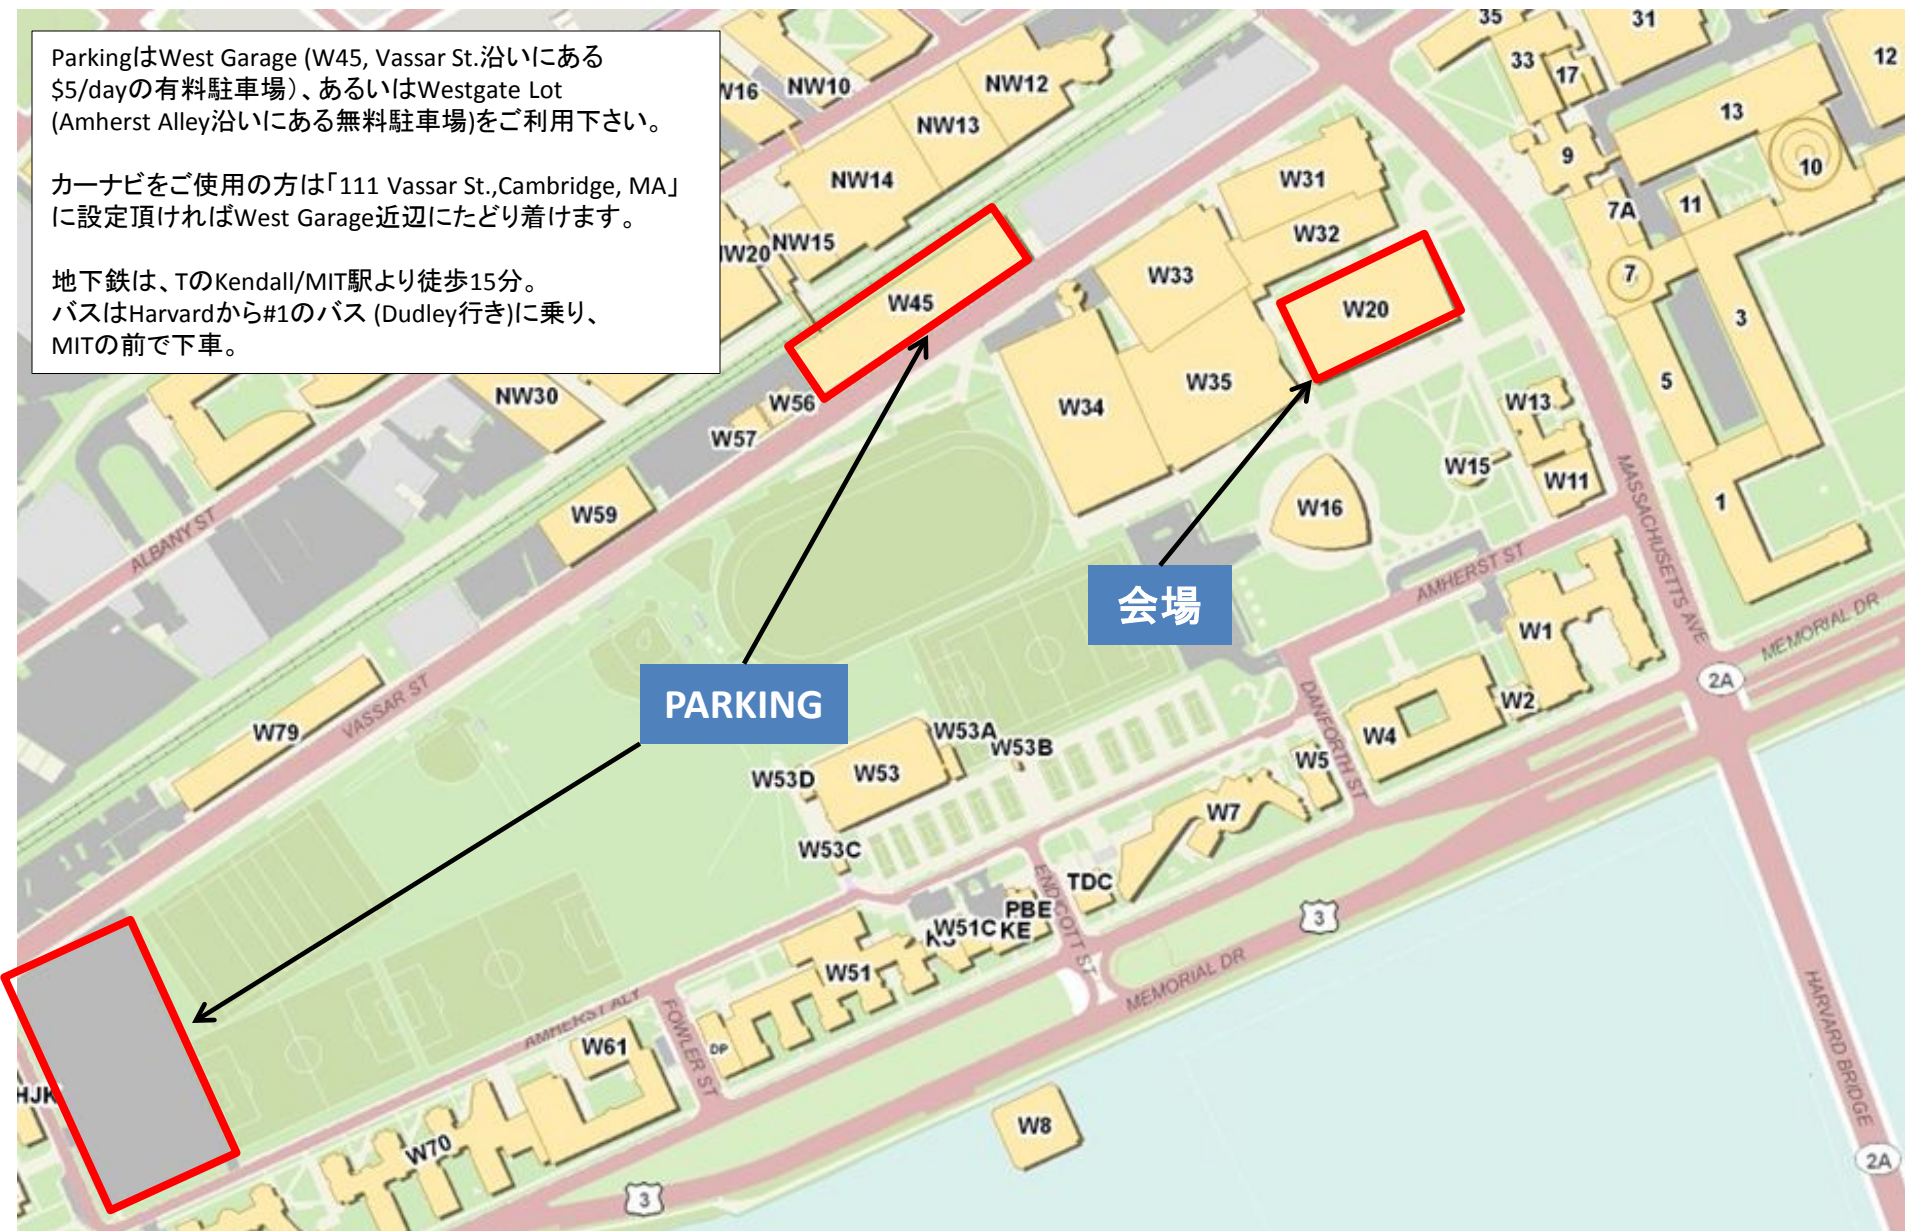 ParkingはWest Garage (W45, Vassar St.沿いにある
$5/dayの有料駐車場)、あるいはWestgate Lot
(Amherst Alley沿いにある無料駐車場)をご利用下さい。
カーナビをご使用の方は「111 Vassar St.,Cambridge, MA」
に設定頂ければWest Garage近辺にたどり着けます。
地下鉄は、TのKendall/MIT駅より徒歩15分。
バスはHarvardから#1のバス (Dudley行き)に乗り、
MITの前で下車。
35
31
33
17
12
W16
NW10
NW12
NW13
13
9
10
NW14
W31
7A
11
W32
NW15
W33
7
W45
W20
3
NW30
W56
W57
W34
W35
W13
5
W15
W11
W59
W16
1
ALBANY ST
MASSACHUSETTS AVE
AMHERST ST
会場
W1
MEMORIAL DR
2A
W2
PARKING
VASSAR ST
W79
DANFORTH ST
W4
W53A
W53B
W5
W53D
W53
W7
W53C
ENDICOTT ST
TDC
PBE
W51C
KE
3
W51
MEMORIAL DR
HARVARD BRIDGE
AMHERST ALY
FOWLER ST
W61
DP
HJK
W70
W8
2A
3